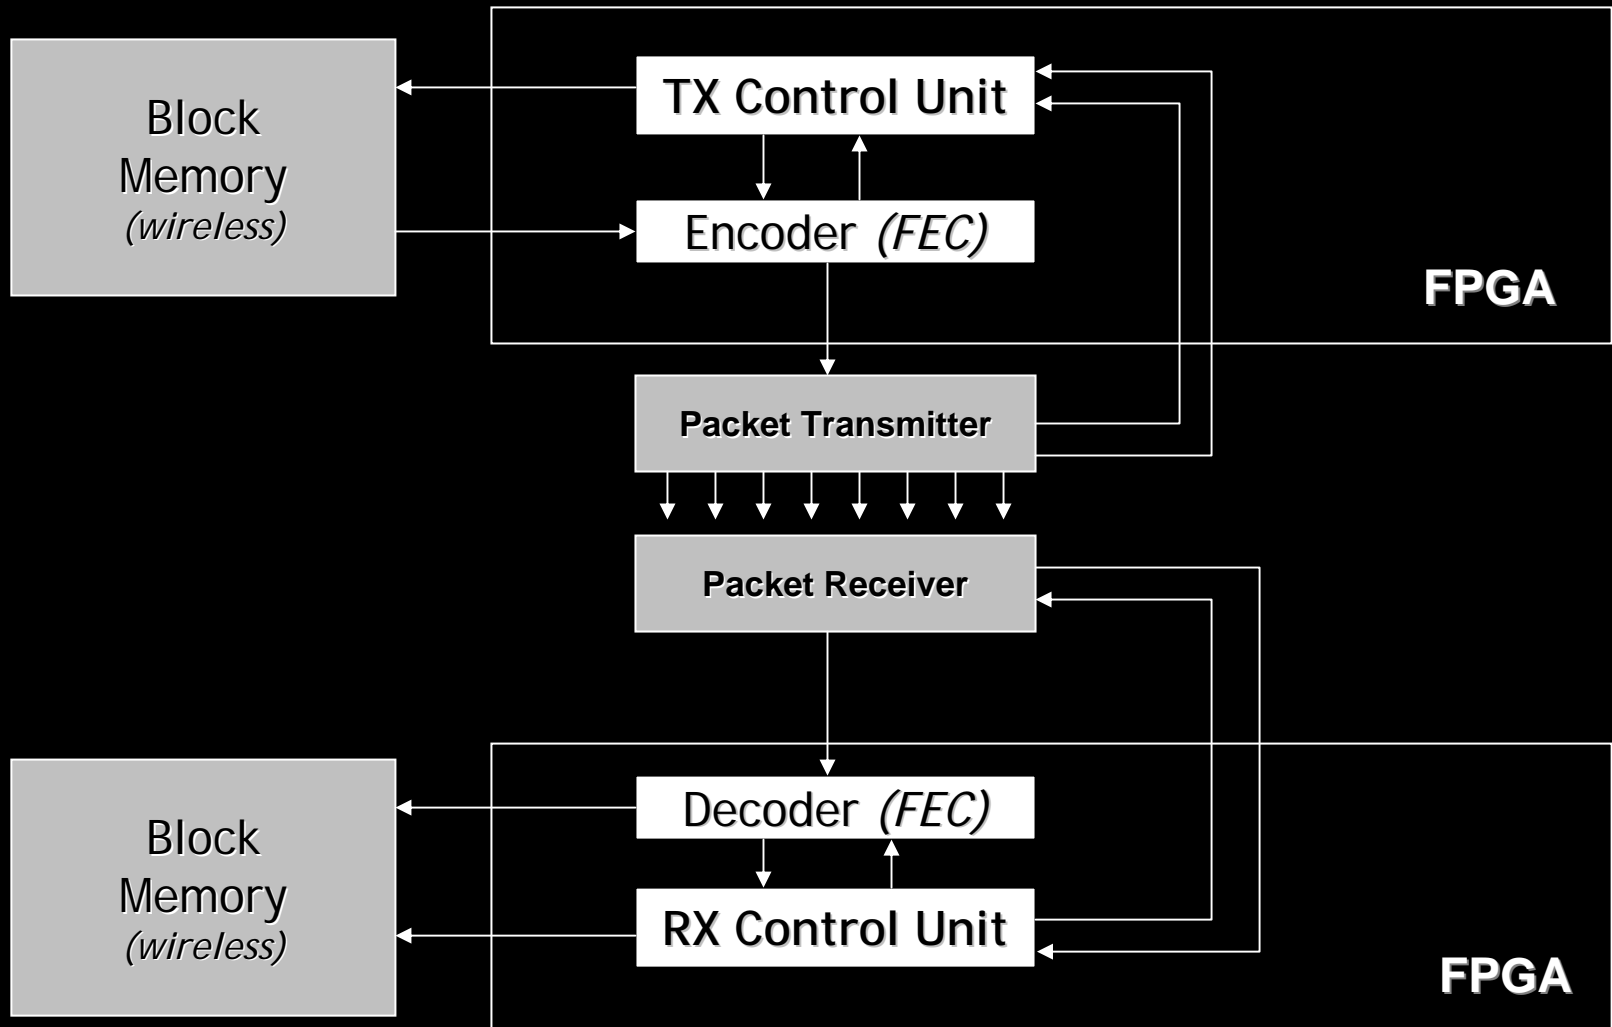 Block
Memory
(wireless)
TX Control Unit
Encoder (FEC)
FPGA
Packet Transmitter
Packet Receiver
Block
Memory
(wireless)
Decoder (FEC)
RX Control Unit
FPGA